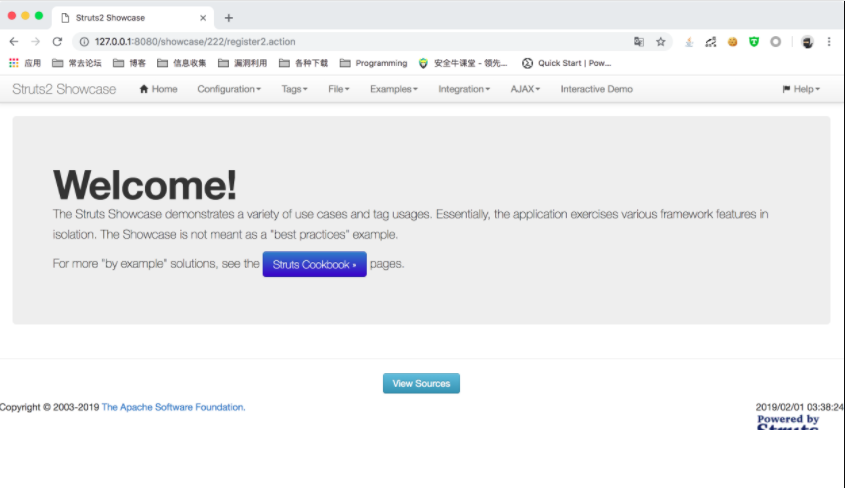 Struts2 Showcase
127.0.0.1:8080/showcase/222/register2.action
应用 常去论坛 博客 信息收集 漏洞利用 各种下载 Programming 安全牛课堂 - 领先... Quick Start | Pow...
Struts2 Showcase Home Configuration Tags File Examples Integration AJAX Interactive Demo Help
Welcome!
The Struts Showcase demonstrates a variety of use cases and tag usages. Essentially, the application exercises various framework features in
isolation. The Showcase is not meant as a "best practices" example.
For more "by example" solutions, see the Struts Cookbook » pages.
View Sources
Copyright © 2003-2019 The Apache Software Foundation. 2019/02/01 03:38:24
Powered by
Struts